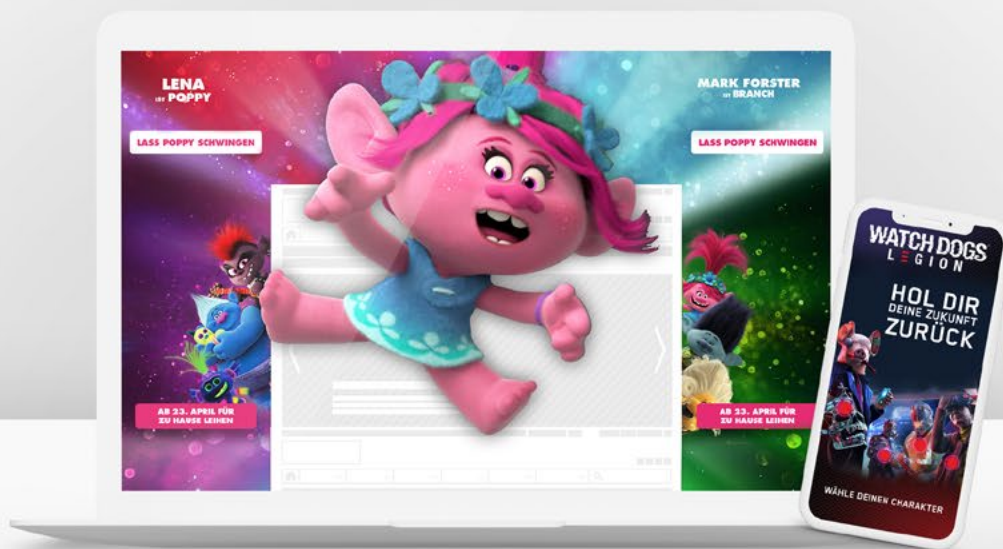 LENA
IST POPPY
LASS POPPY SCHWINGEN
AB 23. APRIL FÜR
ZU HAUSE LEIHEN
MARK FORSTER
IST BRANCH
LASS POPPY SCHWINGEN
AB 23. APRIL FÜR
ZU HAUSE LEIHEN
WATCH DOGS
LEGION
HOL DIR
DEINE ZUKUNFT
ZURÜCK
WÄHLE DEINEN CHARAKTER